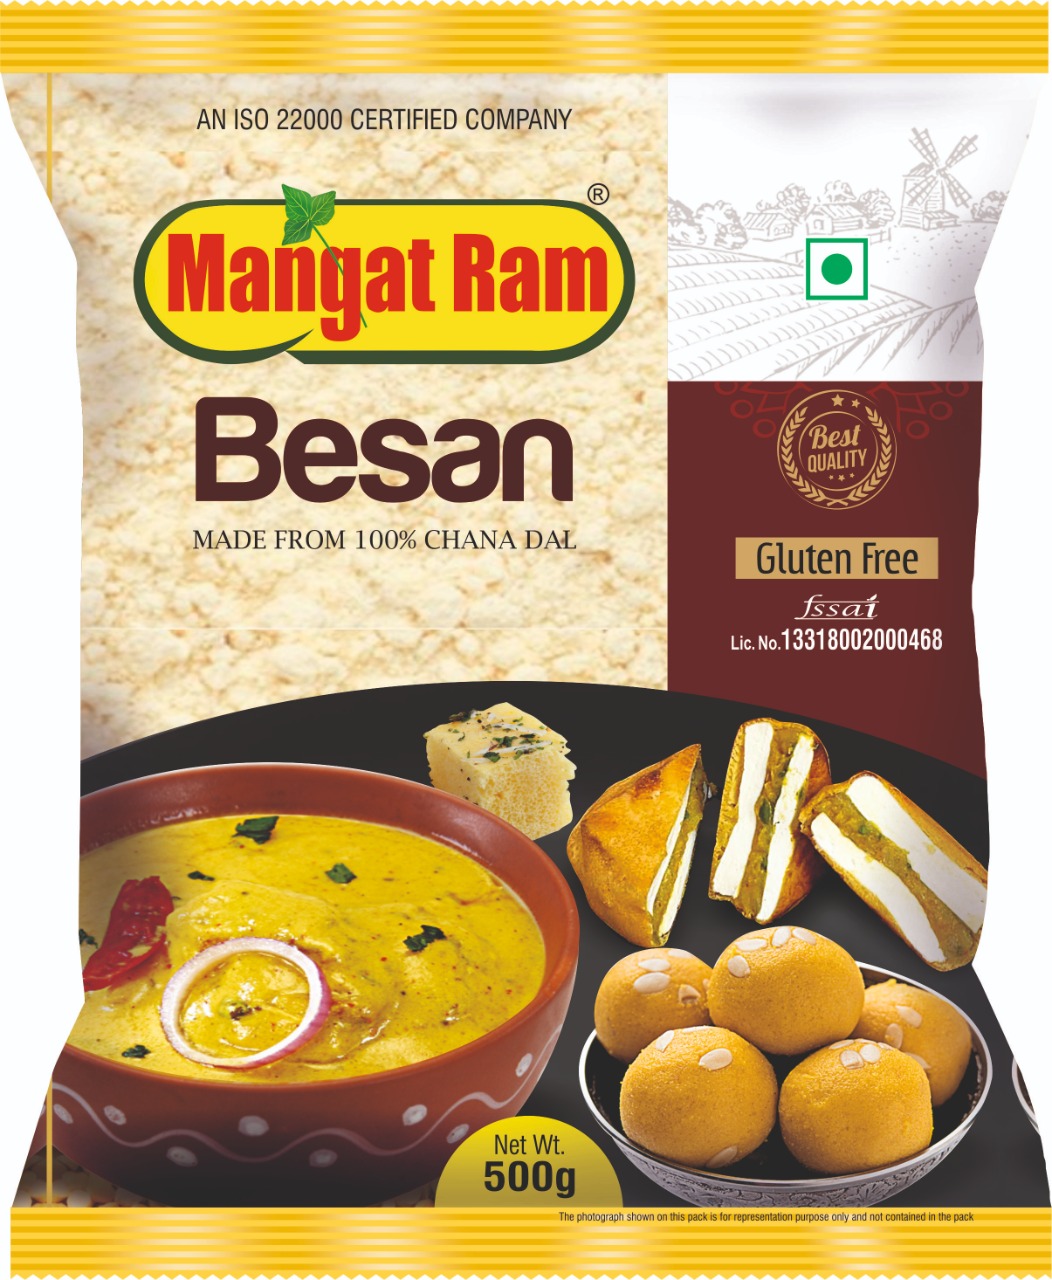 AN ISO 22000 CERTIFIED COMPANY
Mangat Ram ®
Besan
MADE FROM 100% CHANA DAL
Best
QUALITY
Gluten Free
fssai
Lic. No.13318002000468
Net Wt.
500g
The photograph shown on this pack is for representation purpose only and not contained in the pack